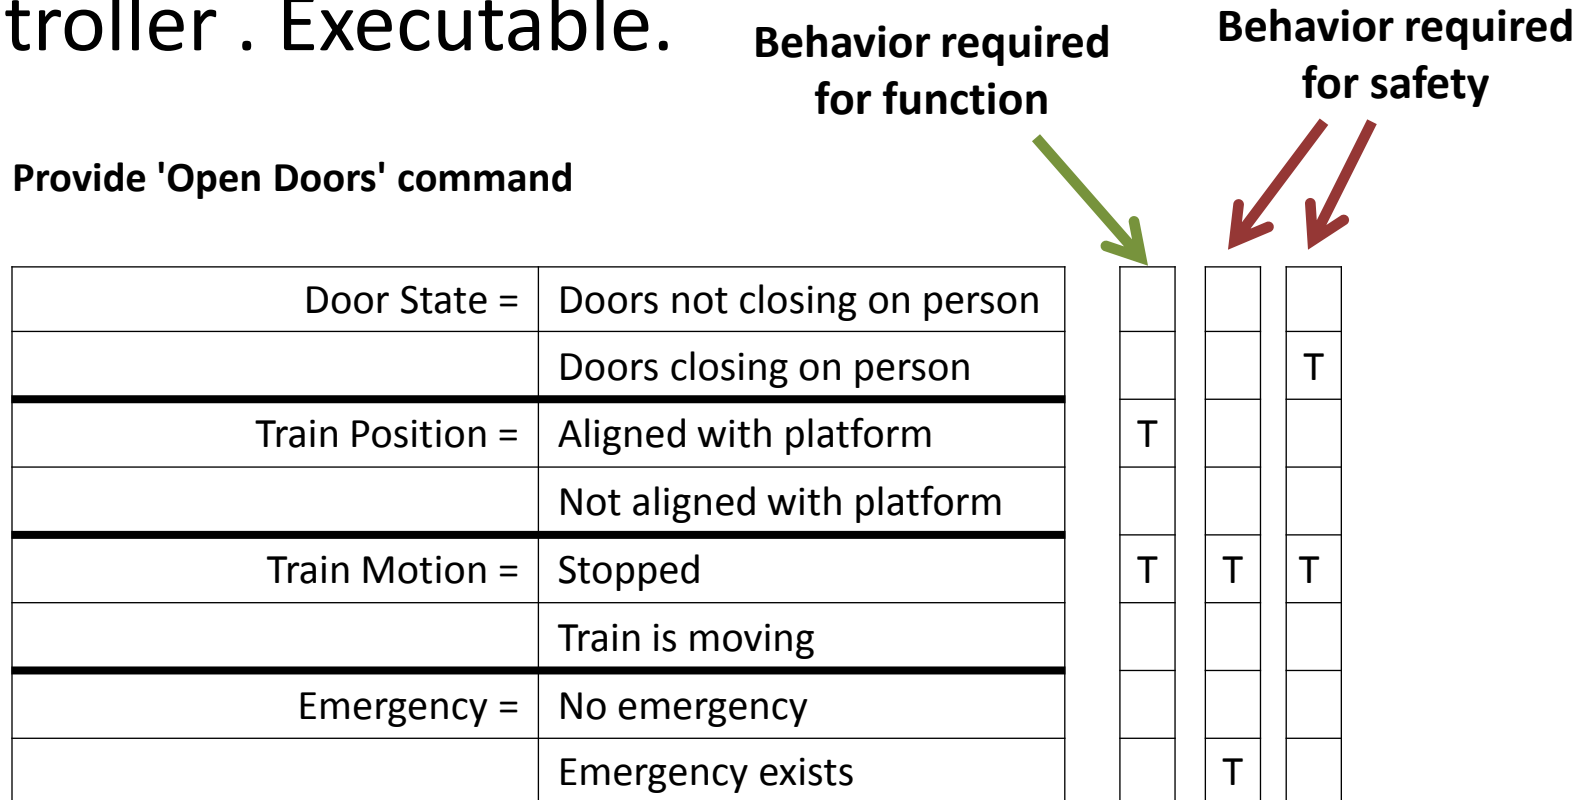 troller . Executable.
Behavior required
for function
Behavior required
for safety
Provide 'Open Doors' command
Door State = Doors not closing on person
Doors closing on person T
Train Position = Aligned with platform T
Not aligned with platform
Train Motion = Stopped T T T
Train is moving
Emergency = No emergency
Emergency exists T